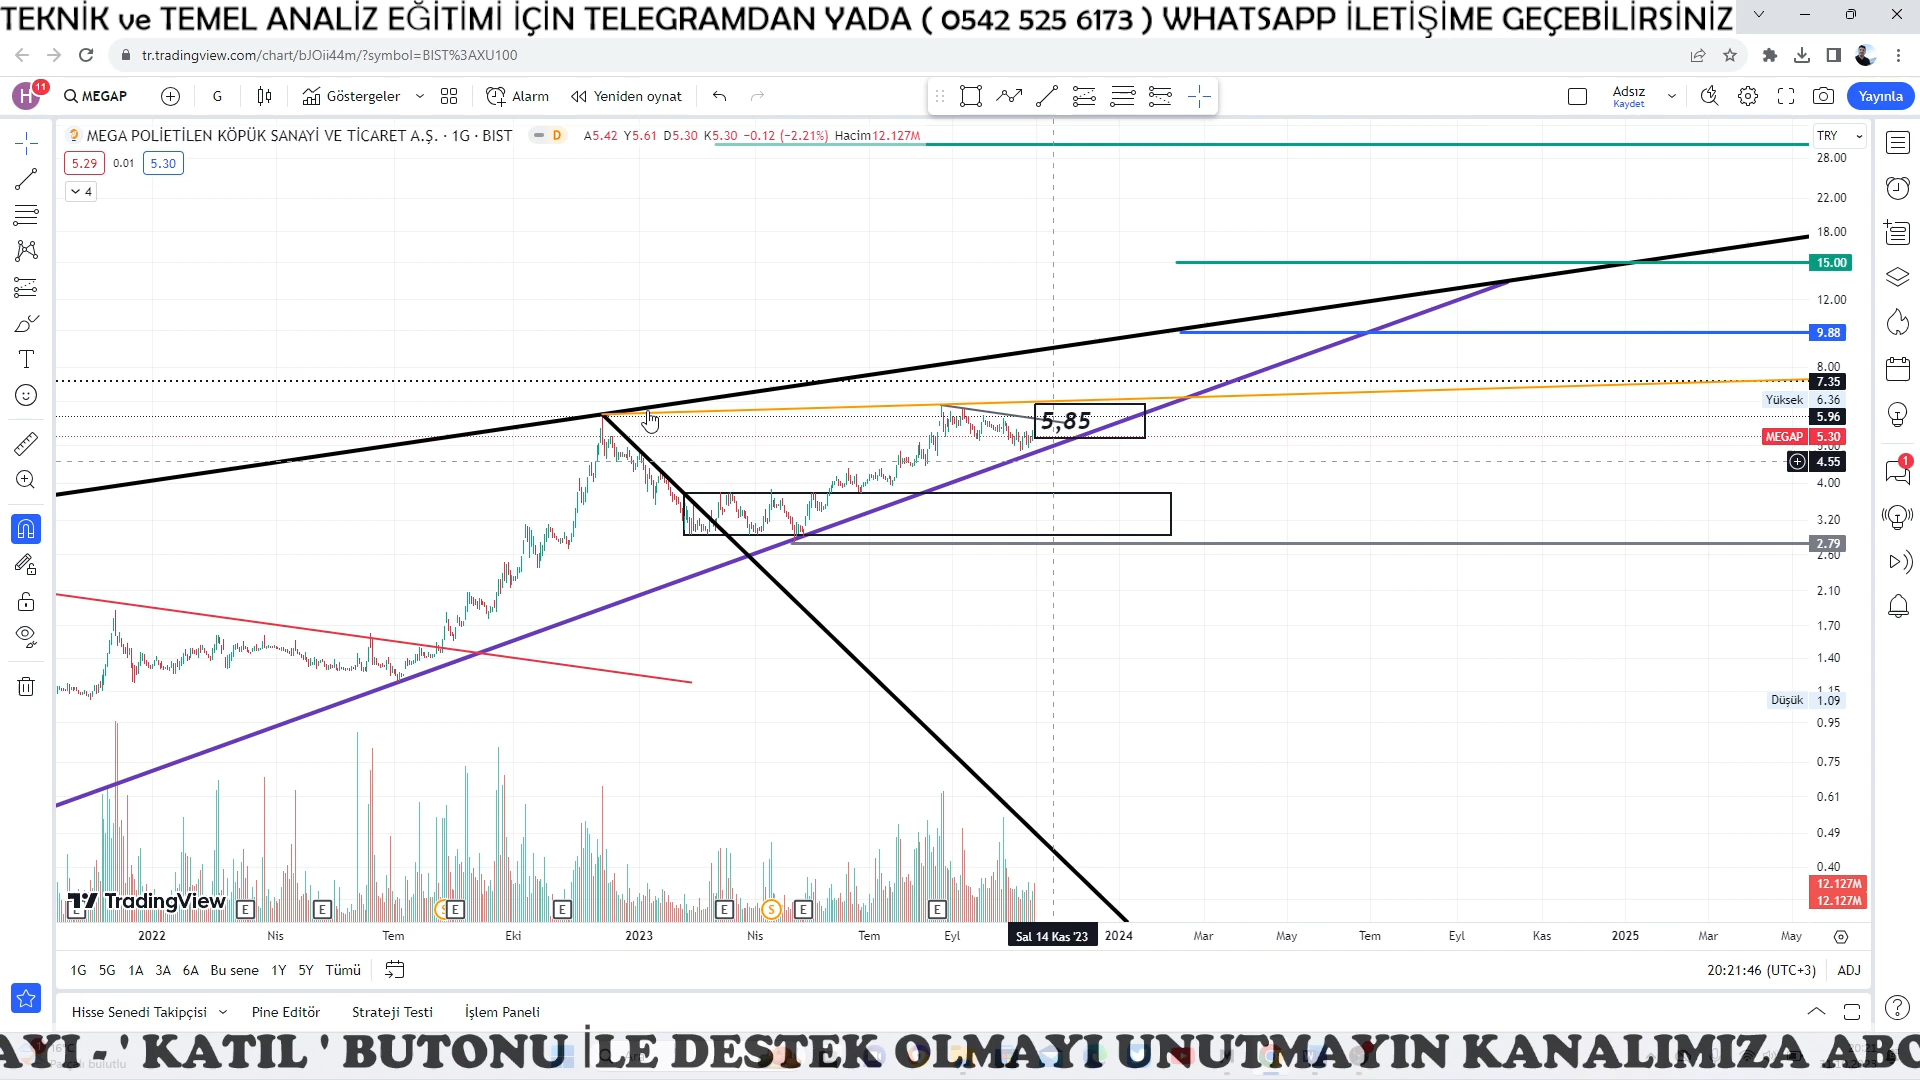 TEKNİK ve TEMEL ANALİZ EĞİTİMİ İÇİN TELEGRAMDAN YADA ( 0542 525 6173 ) WHATSAPP İLETİŞİME GEÇEBİLİRSİNİZ
tr.tradingview.com/chart/bJOii44m/?symbol=BIST%3AXU100
H 11 MEGAP G Göstergeler Alarm Yeniden oynat Adsız Kaydet Yayınla
MEGA POLİETİLEN KÖPÜK SANAYİ VE TİCARET A.Ş. · 1G · BIST D A5.42 Y5.61 D5.30 K5.30 −0.12 (−2.21%) Hacim12.127M
TRY
5.29 0.01 5.30
4
28.00
22.00
18.00
15.00
12.00
9.88
8.00
7.35
Yüksek 6.36
5.96
5,85
MEGAP 5.30
4.55
4.00
3.20
2.79
2.10
1.70
1.40
1.15
Düşük 1.09
0.95
0.75
0.61
0.49
0.40
12.127M
12.127M
TradingView
E E E S E E E S E E
2022 Nis Tem Eki 2023 Nis Tem Eyl Sal 14 Kas '23 2024 Mar May Tem Eyl Kas 2025 Mar May
1G 5G 1A 3A 6A Bu sene 1Y 5Y Tümü 20:21:46 (UTC+3) ADJ
Hisse Senedi Takipçisi Pine Editör Strateji Testi İşlem Paneli
AYI - ' KATIL ' BUTONU İLE DESTEK OLMAYI UNUTMAYIN KANALIMIZA ABO